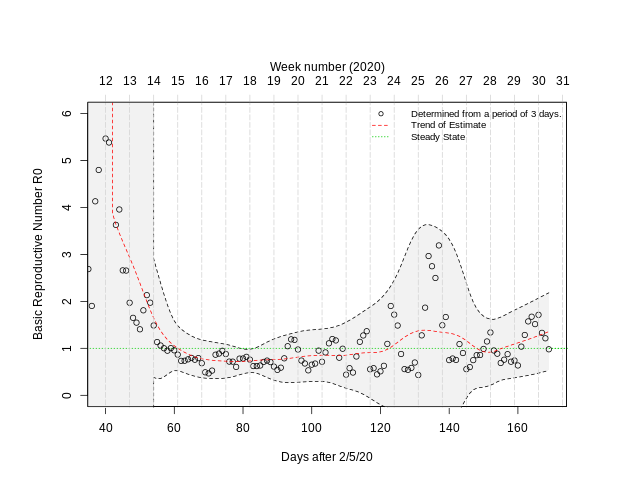 Week number (2020)
12 13 14 15 16 17 18 19 20 21 22 23 24 25 26 27 28 29 30 31
Determined from a period of 3 days.
Trend of Estimate
Steady State
6
5
4
3
2
1
0
Basic Reproductive Number R0
40 60 80 100 120 140 160
Days after 2/5/20